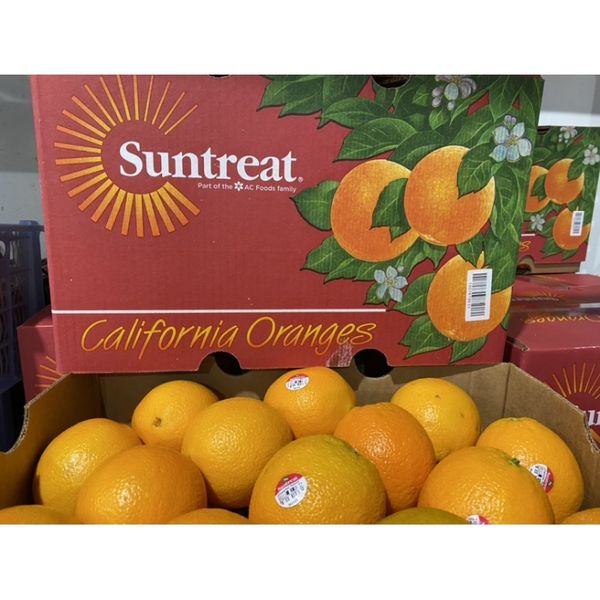 Suntreat®
Part of the AC Foods family
California Oranges